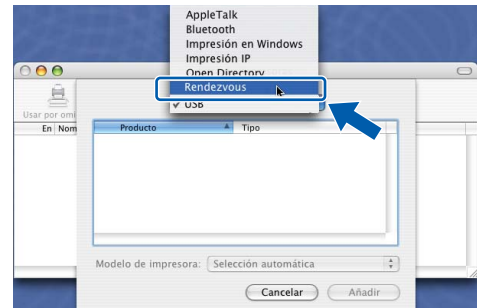 AppleTalk
Bluetooth
Impresión en Windows
Impresión IP
Open Directory
Rendezvous
✓ USB
Usar por omi
En Nom
Producto Tipo
Modelo de impresora: Selección automática
Cancelar Añadir